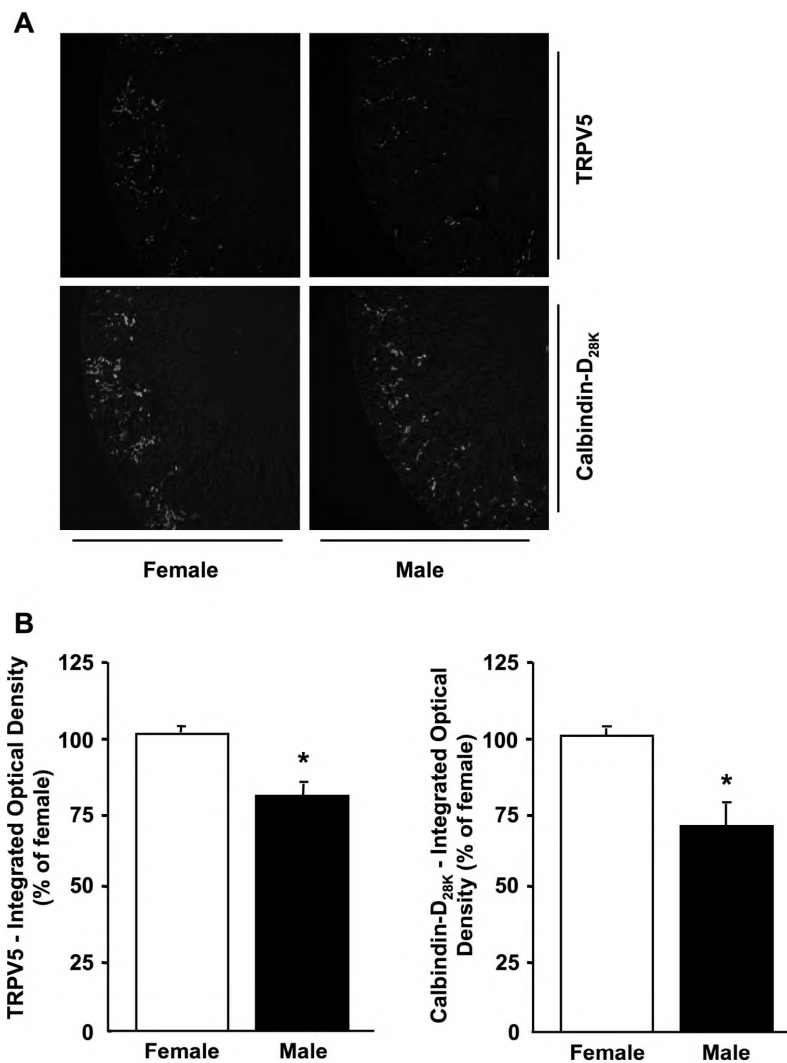 A
TRPV5
Calbindin-D28K
Female
Male
B
TRPV5 - Integrated Optical Density
(% of female)
125
100
75
50
25
0
*
Female
Male
Calbindin-D28K - Integrated Optical
Density (% of female)
125
100
75
50
25
0
*
Female
Male